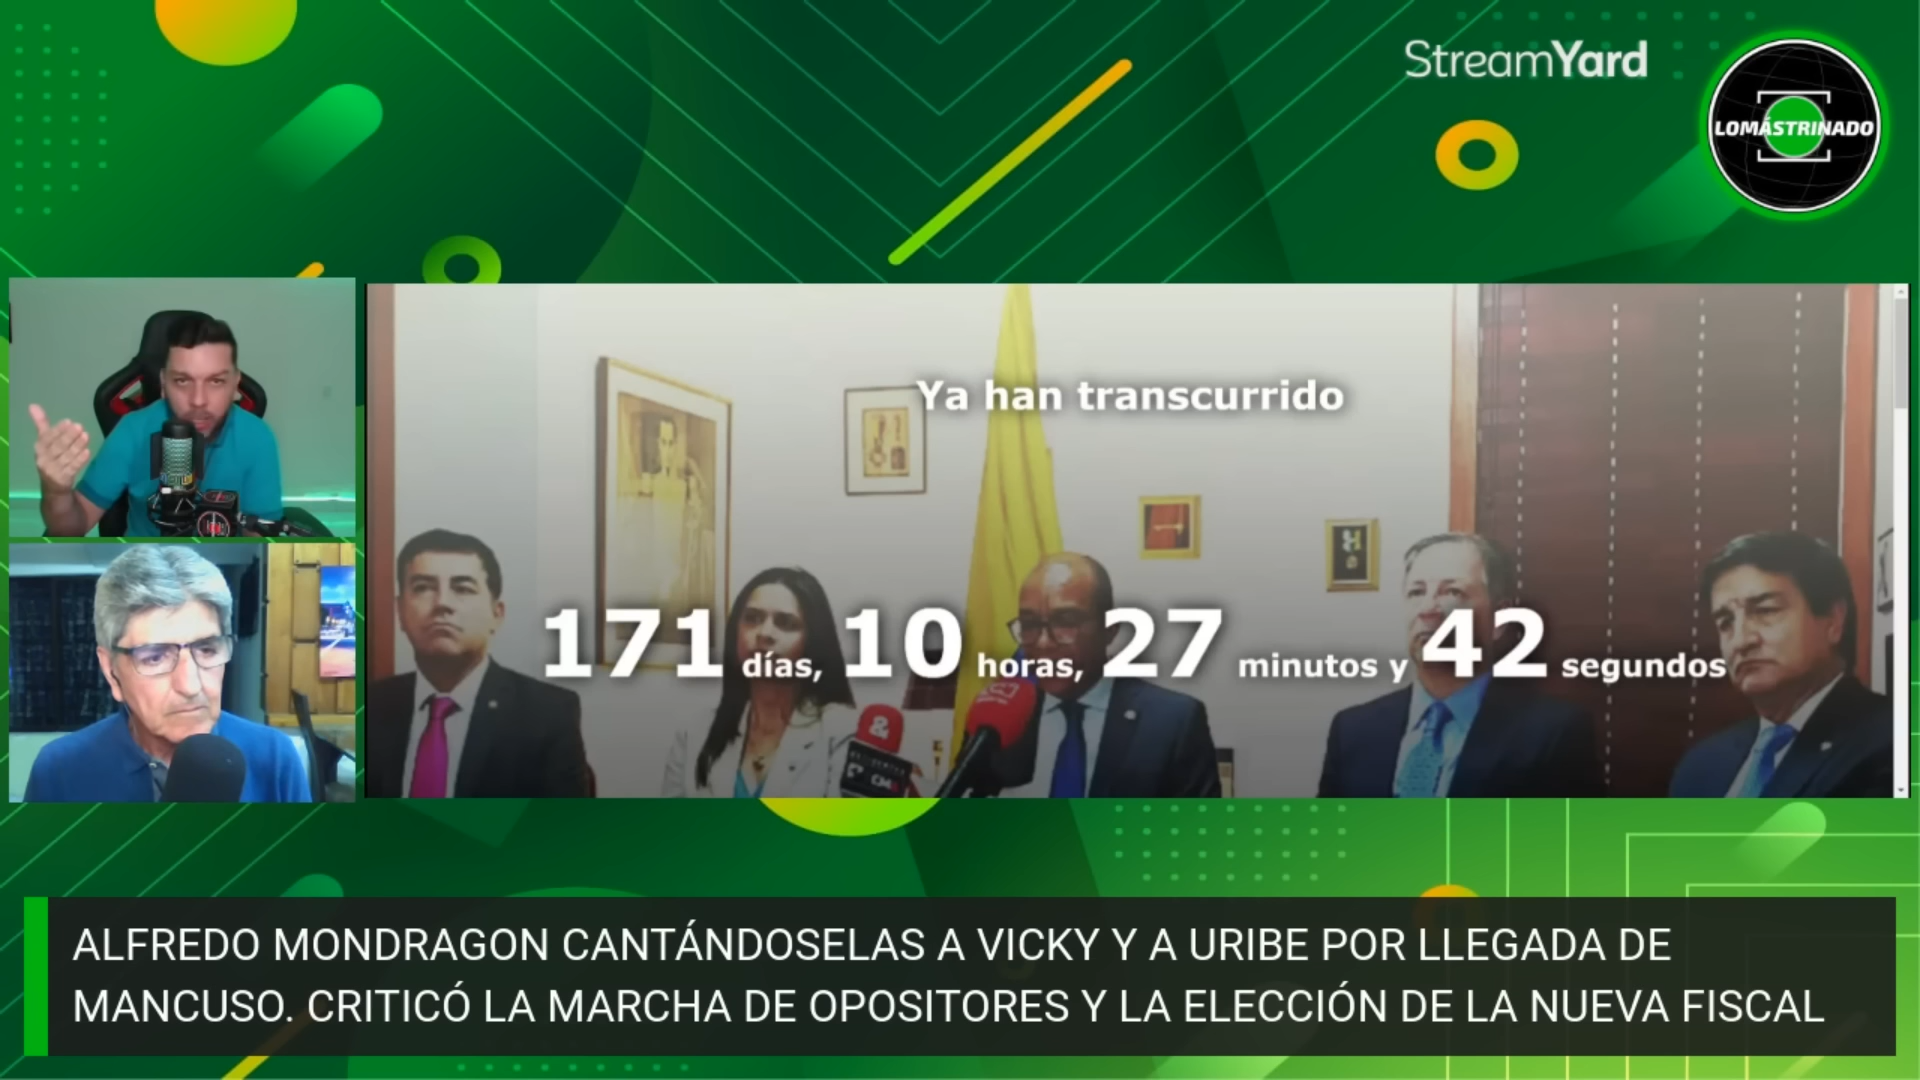 StreamYard
LOMÁSTRINADO
Ya han transcurrido
171 días, 10 horas, 27 minutos y 42 segundos
&
CM&
ALFREDO MONDRAGON CANTÁNDOSELAS A VICKY Y A URIBE POR LLEGADA DE
MANCUSO. CRITICÓ LA MARCHA DE OPOSITORES Y LA ELECCIÓN DE LA NUEVA FISCAL